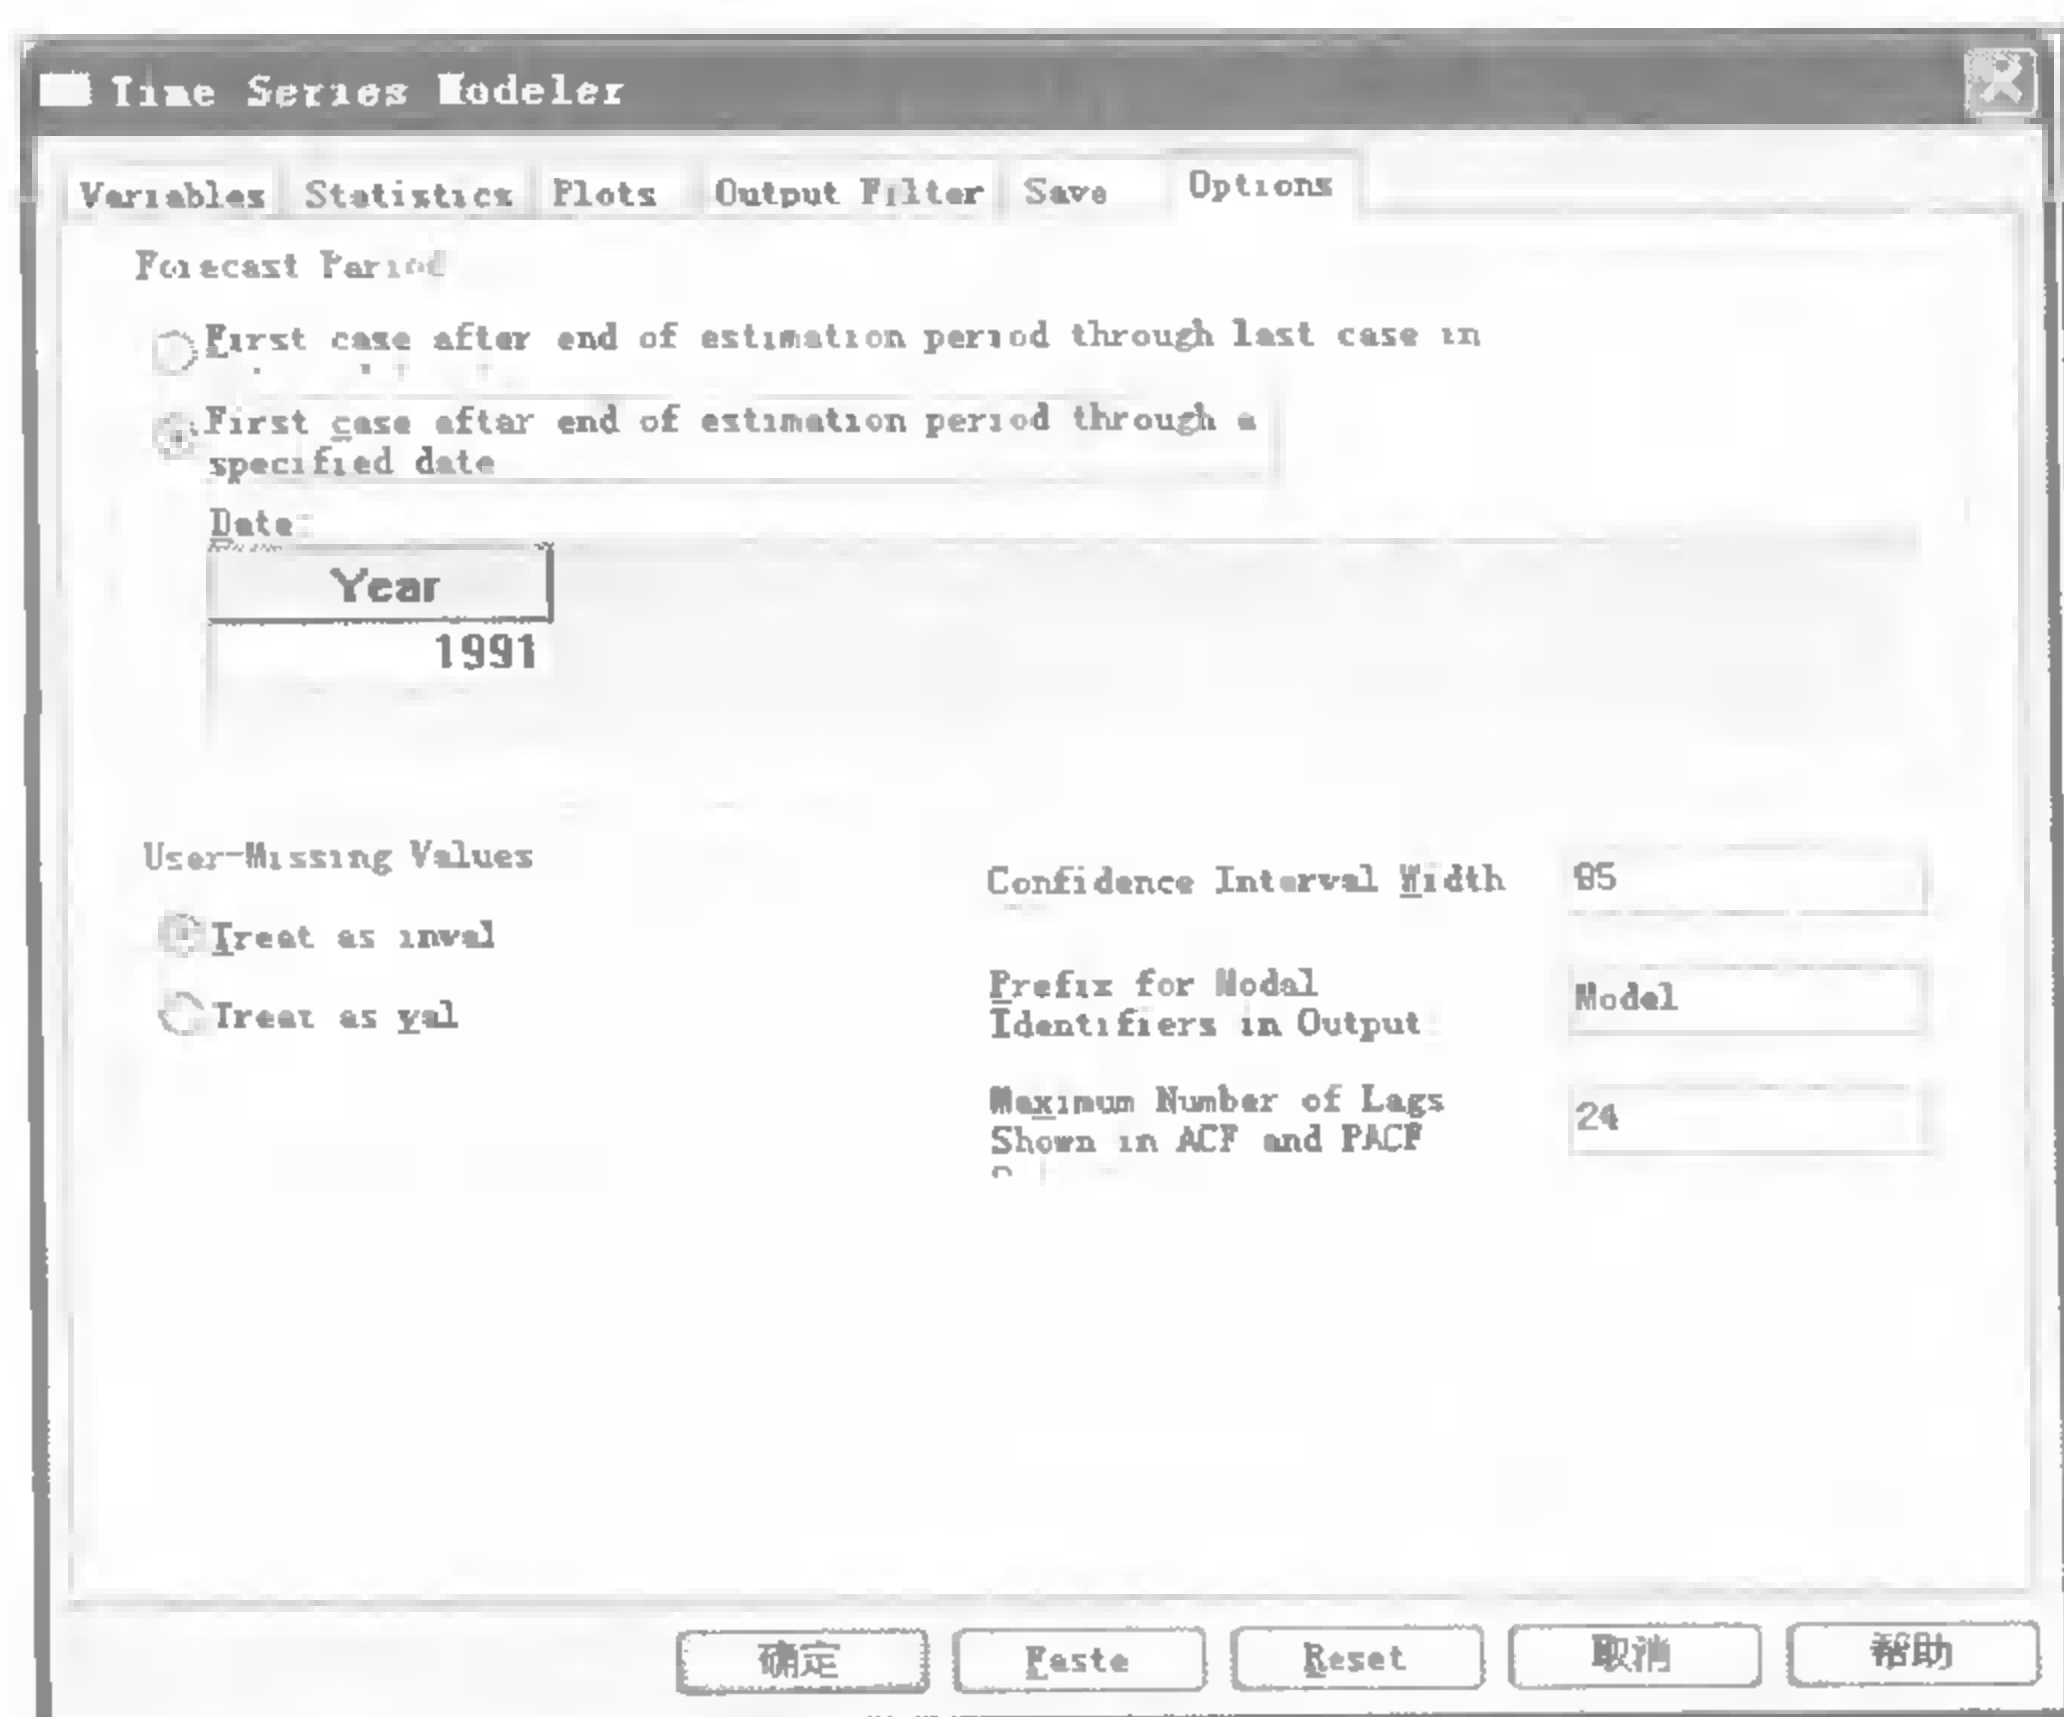 Time Series Modeler
Variables Statistics Plots Output Filter Save Options
Forecast Period
First case after end of estimation period through last case in
First case after end of estimation period through a
specified date
Date:
Year
1991
User-Missing Values
Treat as inval
Treat as val
Confidence Interval Width
95
Prefix for Model
Identifiers in Output
Model
Maximum Number of Lags
Shown in ACF and PACF
24
确定 Paste Reset 取消 帮助